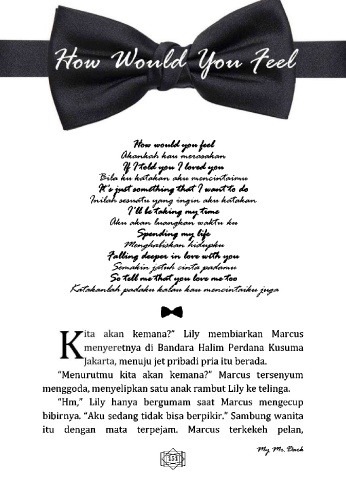 How Would You Feel
How would you feel
Akankah kau merasakan
If I told you I loved you
Bila ku katakan aku mencintaimu
It's just something that I want to do
Inilah sesuatu yang ingin aku katakan
I'll be taking my time
Aku akan luangkan waktu ku
Spending my life
Menghabiskan hidupku
Falling deeper in love with you
Semakin jatuh cinta padamu
So tell me that you love me too
Katakanlah padaku kalau kau mencintaiku juga
Kita akan kemana?" Lily membiarkan Marcus
menyeretnya di Bandara Halim Perdana Kusuma
Jakarta, menuju jet pribadi pria itu berada.
"Menurutmu kita akan kemana?" Marcus tersenyum
menggoda, menyelipkan satu anak rambut Lily ke telinga.
"Hm," Lily hanya bergumam saat Marcus mengecup
bibirnya. "Aku sedang tidak bisa berpikir." Sambung wanita
itu dengan mata terpejam. Marcus terkekeh pelan,
My Mr. Dark